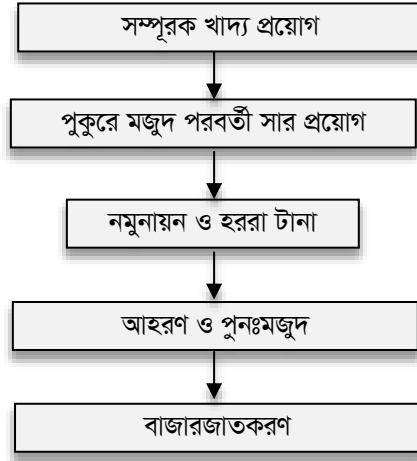 সম্পূরক খাদ্য প্রয়োগ
পুকুরে মজুদ পরবর্তী সার প্রয়োগ
নমুনায়ন ও হররা টানা
আহরণ ও পুনঃমজুদ
বাজারজাতকরণ